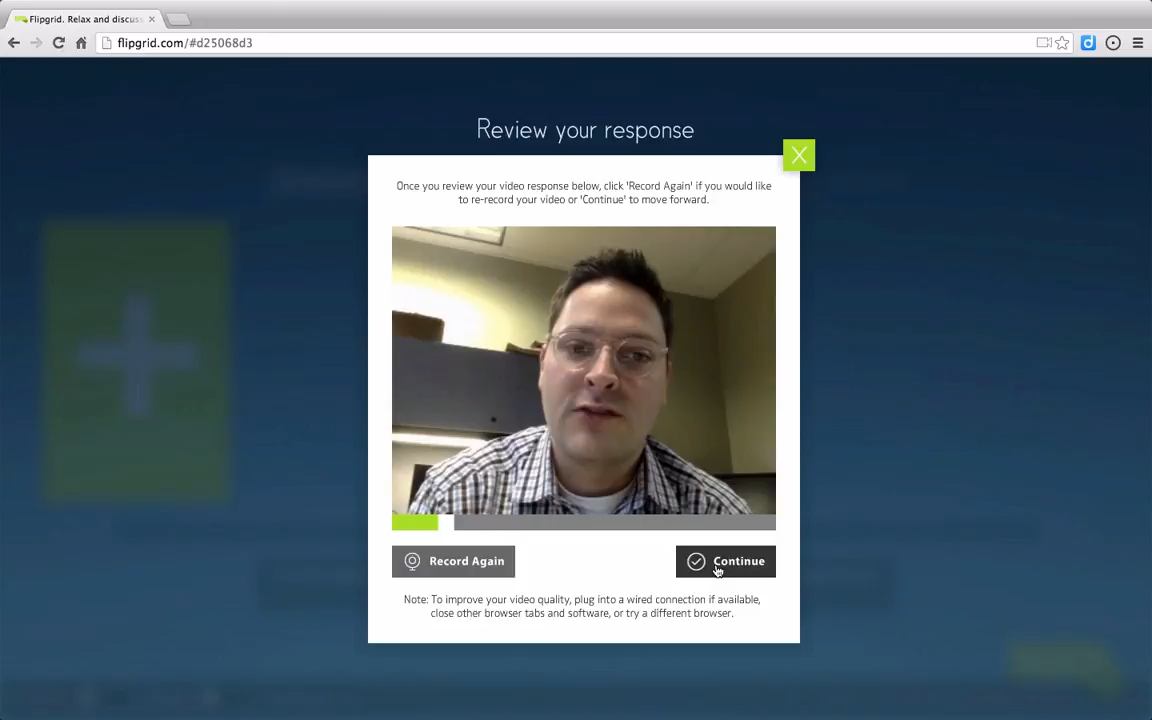 Flipgrid. Relax and discus
flipgrid.com/#d25068d3
Review your response
X
Once you review your video response below, click 'Record Again' if you would like
to re-record your video or 'Continue' to move forward.
Record Again
Continue
Note: To improve your video quality, plug into a wired connection if available,
close other browser tabs and software, or try a different browser.